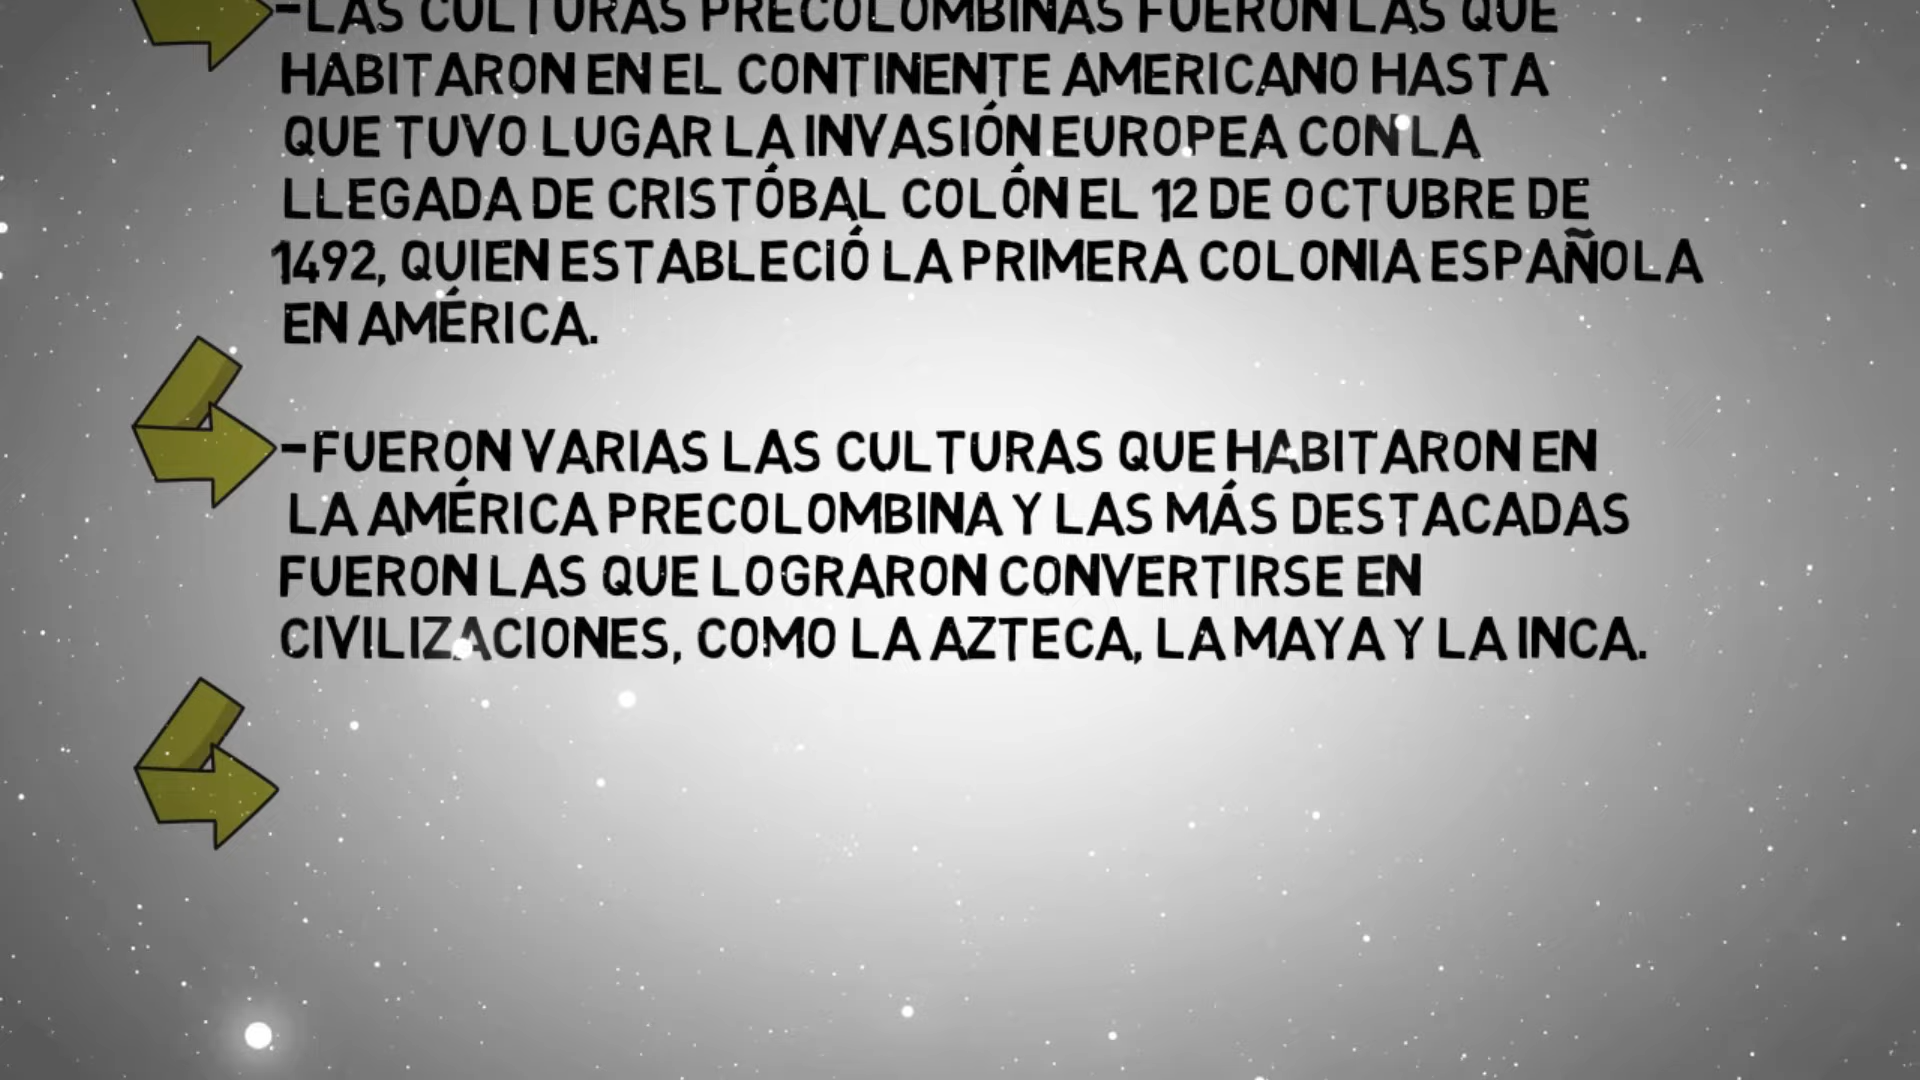 -LAS CULTURAS PRECOLOMBINAS FUERON LAS QUE
HABITARON EN EL CONTINENTE AMERICANO HASTA
QUE TUVO LUGAR LA INVASIÓN EUROPEA CON LA
LLEGADA DE CRISTÓBAL COLÓN EL 12 DE OCTUBRE DE
1492, QUIEN ESTABLECIÓ LA PRIMERA COLONIA ESPAÑOLA
EN AMÉRICA.
-FUERON VARIAS LAS CULTURAS QUE HABITARON EN
LA AMÉRICA PRECOLOMBINA Y LAS MÁS DESTACADAS
FUERON LAS QUE LOGRARON CONVERTIRSE EN
CIVILIZACIONES, COMO LA AZTECA, LA MAYA Y LA INCA.